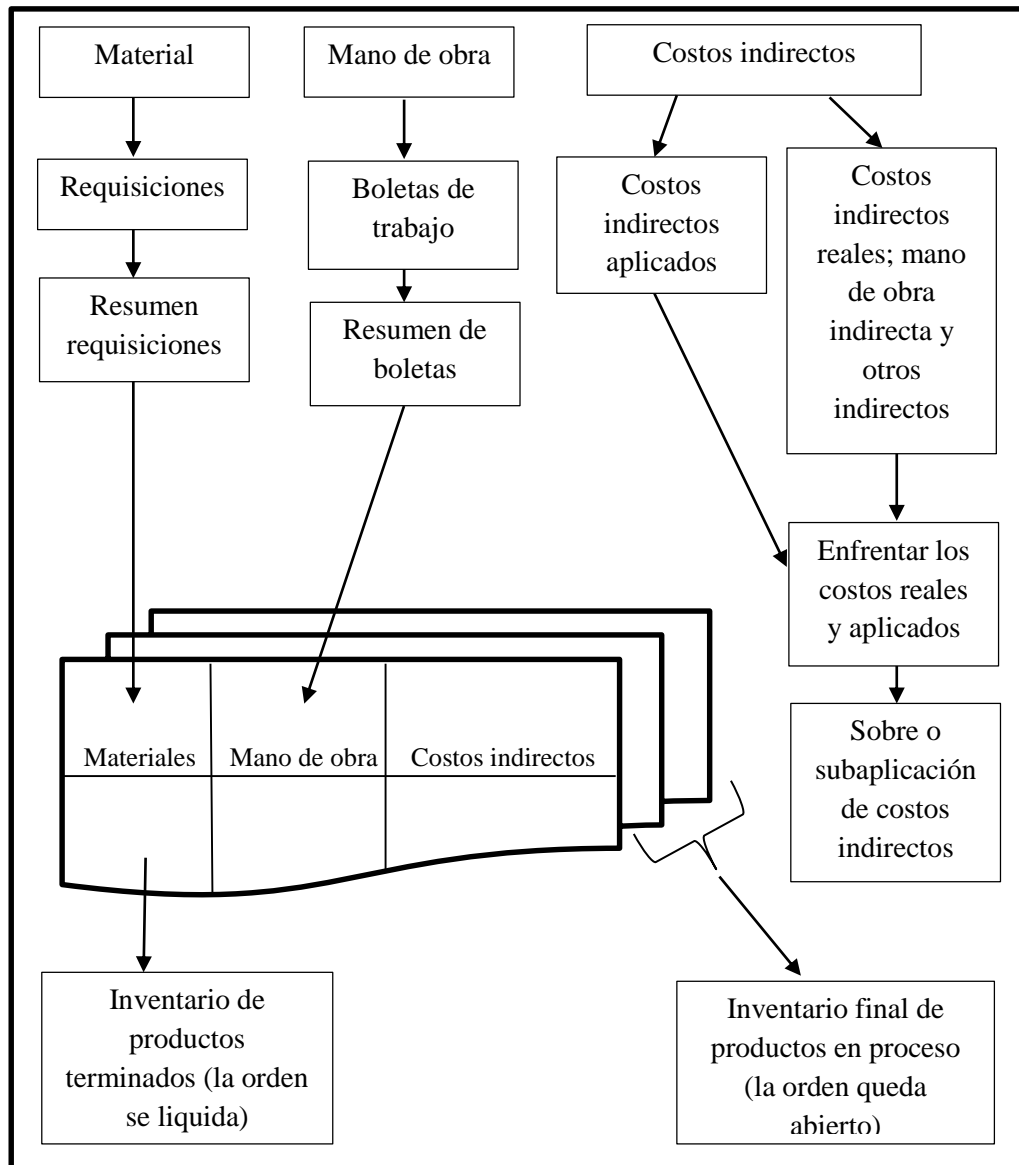 Material
Mano de obra
Costos indirectos
Requisiciones
Boletas de
trabajo
Costos
indirectos
aplicados
Costos
indirectos
reales; mano
de obra
indirecta y
otros
indirectos
Resumen
requisiciones
Resumen de
boletas
Enfrentar los
costos reales
y aplicados
Sobre o
subaplicación
de costos
indirectos
Materiales
Mano de obra
Costos indirectos
Inventario de
productos
terminados (la orden
se liquida)
Inventario final de
productos en proceso
(la orden queda
abierto)